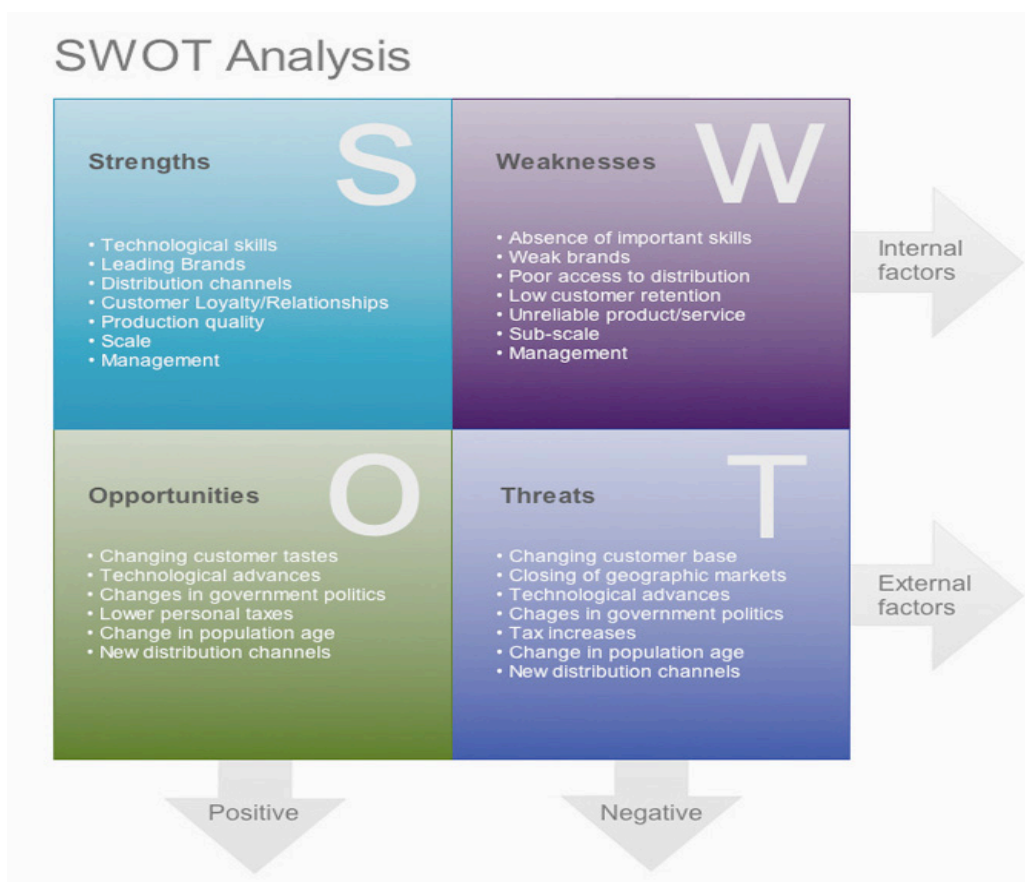 SWOT Analysis
S
Strengths
• Technological skills
• Leading Brands
• Distribution channels
• Customer Loyalty/Relationships
• Production quality
• Scale
• Management
W
Weaknesses
• Absence of important skills
• Weak brands
• Poor access to distribution
• Low customer retention
• Unreliable product/service
• Sub-scale
• Management
Internal
factors
O
Opportunities
• Changing customer tastes
• Technological advances
• Changes in government politics
• Lower personal taxes
• Change in population age
• New distribution channels
T
Threats
• Changing customer base
• Closing of geographic markets
• Technological advances
• Chages in government politics
• Tax increases
• Change in population age
• New distribution channels
External
factors
Positive
Negative